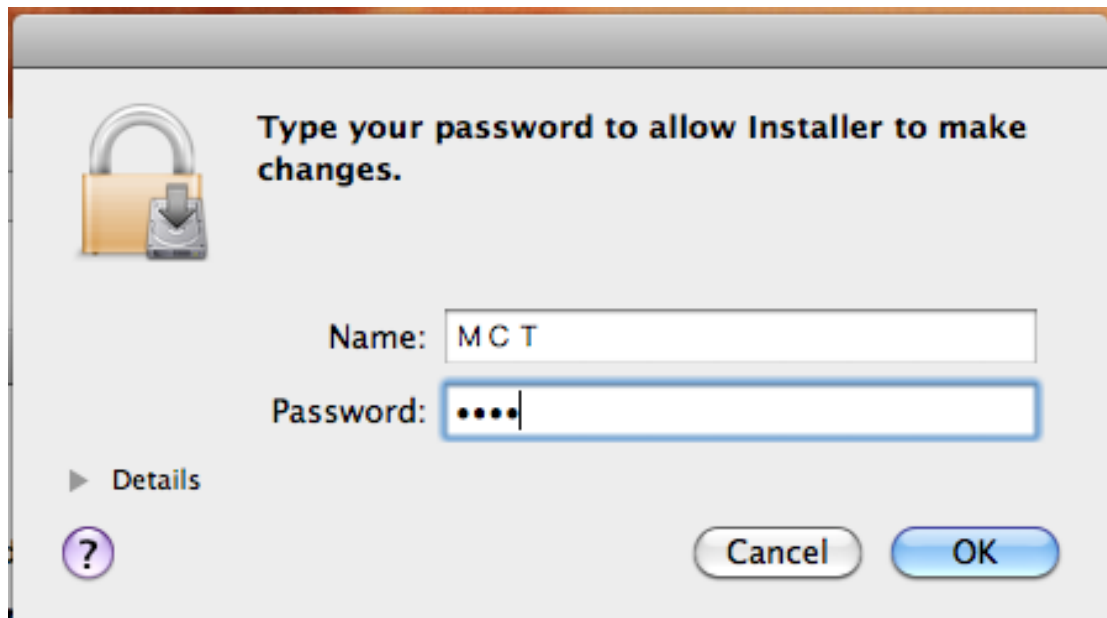 Type your password to allow Installer to make
changes.
Name: M C T
Password: ••••
Details
? Cancel OK